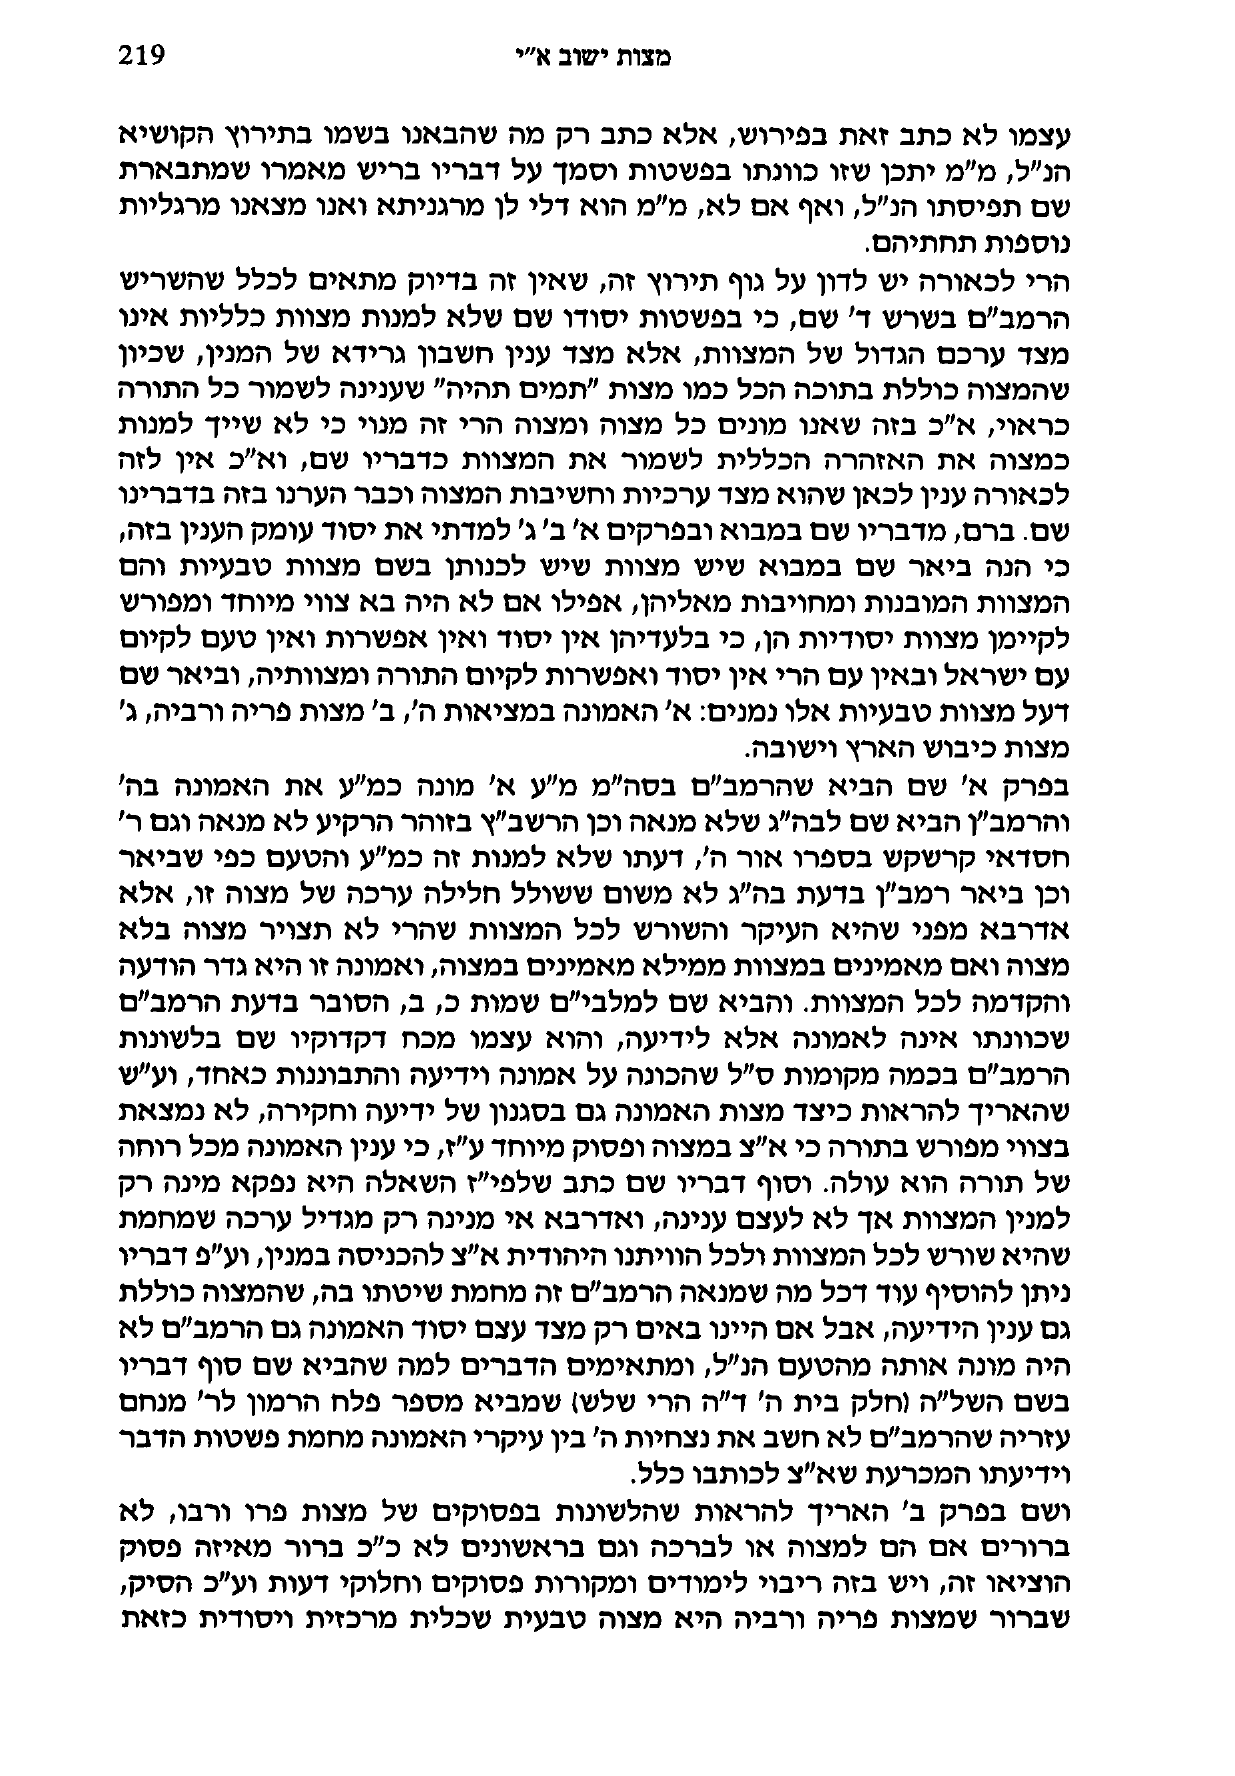 219
מצות ישוב א"י
עצמו לא כתב זאת בפירוש, אלא כתב רק מה שהבאנו בשמו בתירוץ הקושיא
הנ"ל, מ"מ יתכן שזו כוונתו בפשטות וסמך על דבריו בריש מאמרו שמתבארת
שם תפיסתו הנ"ל, ואף אם לא, מ"מ הוא דלי לן מרגניתא ואנו מצאנו מרגליות
נוספות תחתיהם.
הרי לכאורה יש לדון על גוף תירוץ זה, שאין זה בדיוק מתאים לכלל שהשריש
הרמב"ם בשרש ד' שם, כי בפשטות יסודו שם שלא למנות מצוות כלליות אינו
מצד ערכם הגדול של המצוות, אלא מצד ענין חשבון גרידא של המנין, שכיון
שהמצוה כוללת בתוכה הכל כמו מצות "תמים תהיה" שענינה לשמור כל התורה
כראוי, א"כ בזה שאנו מונים כל מצוה ומצוה הרי זה מנוי כי לא שייך למנות
כמצוה את האזהרה הכללית לשמור את המצוות כדבריו שם, וא"כ אין לזה
לכאורה ענין לכאן שהוא מצד ערכיות וחשיבות המצוה וכבר הערנו בזה בדברינו
שם. ברם, מדבריו שם במבוא ובפרקים א' ב' ג' למדתי את יסוד עומק הענין בזה,
כי הנה ביאר שם במבוא שיש מצוות שיש לכנותן בשם מצוות טבעיות והם
המצוות המובנות ומחויבות מאליהן, אפילו אם לא היה בא צווי מיוחד ומפורש
לקיימן מצוות יסודיות הן, כי בלעדיהן אין יסוד ואין אפשרות ואין טעם לקיום
עם ישראל ובאין עם הרי אין יסוד ואפשרות לקיום התורה ומצוותיה, וביאר שם
דעל מצוות טבעיות אלו נמנים: א' האמונה במציאות ה', ב' מצות פריה ורביה, ג'
מצות כיבוש הארץ וישובה.
בפרק א' שם הביא שהרמב"ם בסה"מ מ"ע א' מונה כמ"ע את האמונה בה'
והרמב"ן הביא שם לבה"ג שלא מנאה וכן הרשב"ץ בזוהר הרקיע לא מנאה וגם ר'
חסדאי קרשקש בספרו אור ה', דעתו שלא למנות זה כמ"ע והטעם כפי שביאר
וכן ביאר רמב"ן בדעת בה"ג לא משום ששולל חלילה ערכה של מצוה זו, אלא
אדרבא מפני שהיא העיקר והשורש לכל המצוות שהרי לא תצויר מצוה בלא
מצוה ואם מאמינים במצוות ממילא מאמינים במצוה, ואמונה זו היא גדר הודעה
והקדמה לכל המצוות. והביא שם למלבי"ם שמות כ, ב, הסובר בדעת הרמב"ם
שכוונתו אינה לאמונה אלא לידיעה, והוא עצמו מכח דקדוקיו שם בלשונות
הרמב"ם בכמה מקומות ס"ל שהכונה על אמונה וידיעה והתבוננות כאחד, וע"ש
שהאריך להראות כיצד מצות האמונה גם בסגנון של ידיעה וחקירה, לא נמצאת
בצווי מפורש בתורה כי א"צ במצוה ופסוק מיוחד ע"ז, כי ענין האמונה מכל רוחה
של תורה הוא עולה. וסוף דבריו שם כתב שלפי"ז השאלה היא נפקא מינה רק
למנין המצוות אך לא לעצם ענינה, ואדרבא אי מנינה רק מגדיל ערכה שמחמת
שהיא שורש לכל המצוות ולכל הוויתנו היהודית א"צ להכניסה במנין, וע"פ דבריו
ניתן להוסיף עוד דכל מה שמנאה הרמב"ם זה מחמת שיטתו בה, שהמצוה כוללת
גם ענין הידיעה, אבל אם היינו באים רק מצד עצם יסוד האמונה גם הרמב"ם לא
היה מונה אותה מהטעם הנ"ל, ומתאימים הדברים למה שהביא שם סוף דבריו
בשם השל"ה (חלק בית ה' ד"ה הרי שלש) שמביא מספר פלח הרמון לר' מנחם
עזריה שהרמב"ם לא חשב את נצחיות ה' בין עיקרי האמונה מחמת פשטות הדבר
וידיעתו המכרעת שא"צ לכותבו כלל.
ושם בפרק ב' האריך להראות שהלשונות בפסוקים של מצות פרו ורבו, לא
ברורים אם הם למצוה או לברכה וגם בראשונים לא כ"כ ברור מאיזה פסוק
הוציאו זה, ויש בזה ריבוי לימודים ומקורות פסוקים וחלוקי דעות וע"כ הסיק,
שברור שמצות פריה ורביה היא מצוה טבעית שכלית מרכזית ויסודית כזאת